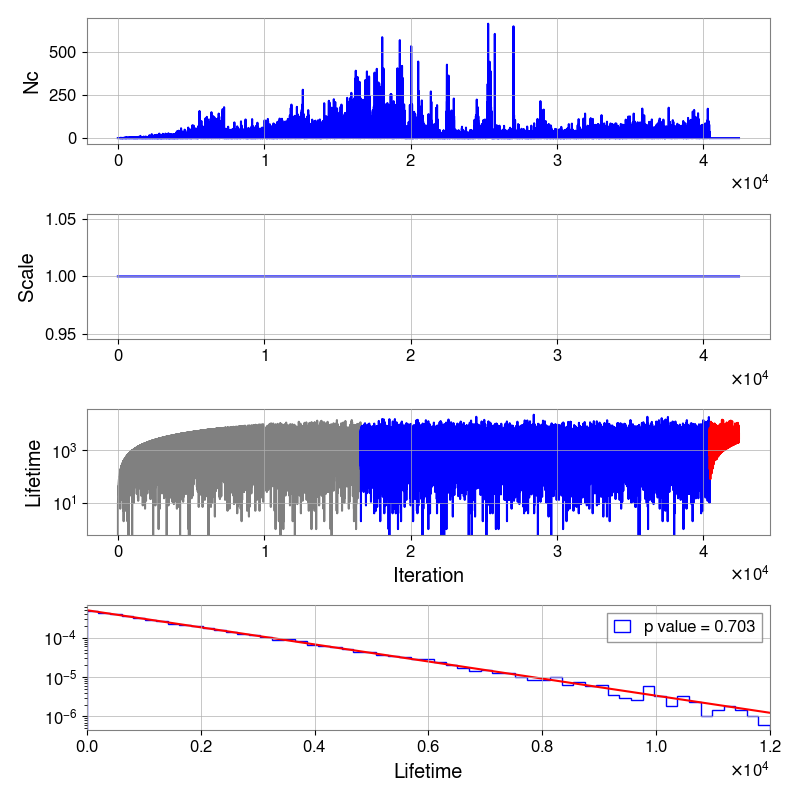 Nc
500
250
0
0 1 2 3 4
×10⁴
Scale
1.05
1.00
0.95
0 1 2 3 4
×10⁴
Lifetime
10³
10¹
0 1 2 3 4
×10⁴
Iteration
p value = 0.703
10⁻⁴
10⁻⁵
10⁻⁶
0.0 0.2 0.4 0.6 0.8 1.0 1.2
×10⁴
Lifetime